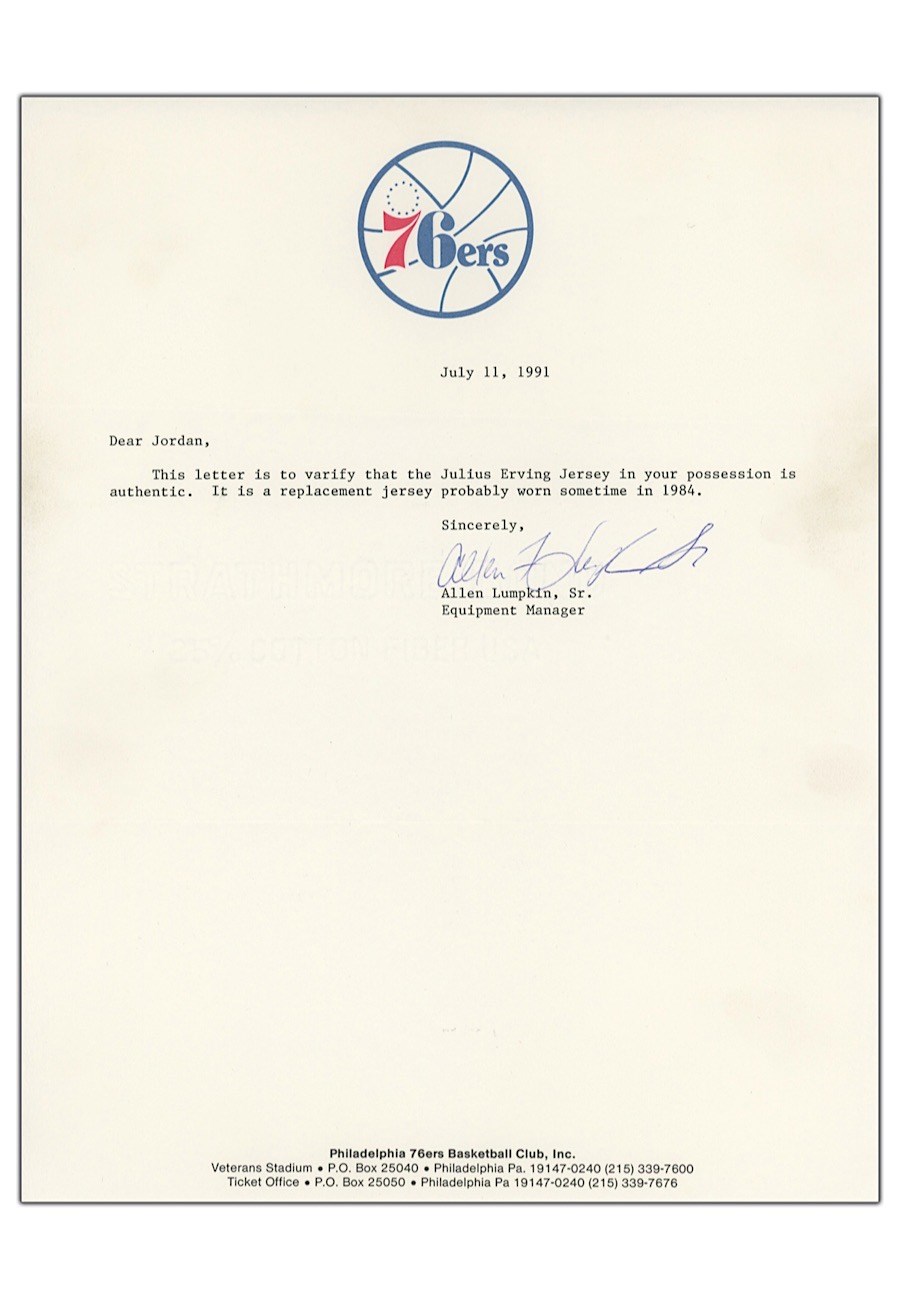 76ers
July 11, 1991
Dear Jordan,
This letter is to varify that the Julius Erving Jersey in your possession is
authentic. It is a replacement jersey probably worn sometime in 1984.
Sincerely,
Allen Lumpkin, Sr.
Equipment Manager
Philadelphia 76ers Basketball Club, Inc.
Veterans Stadium • P.O. Box 25040 • Philadelphia Pa. 19147-0240 (215) 339-7600
Ticket Office • P.O. Box 25050 • Philadelphia Pa 19147-0240 (215) 339-7676